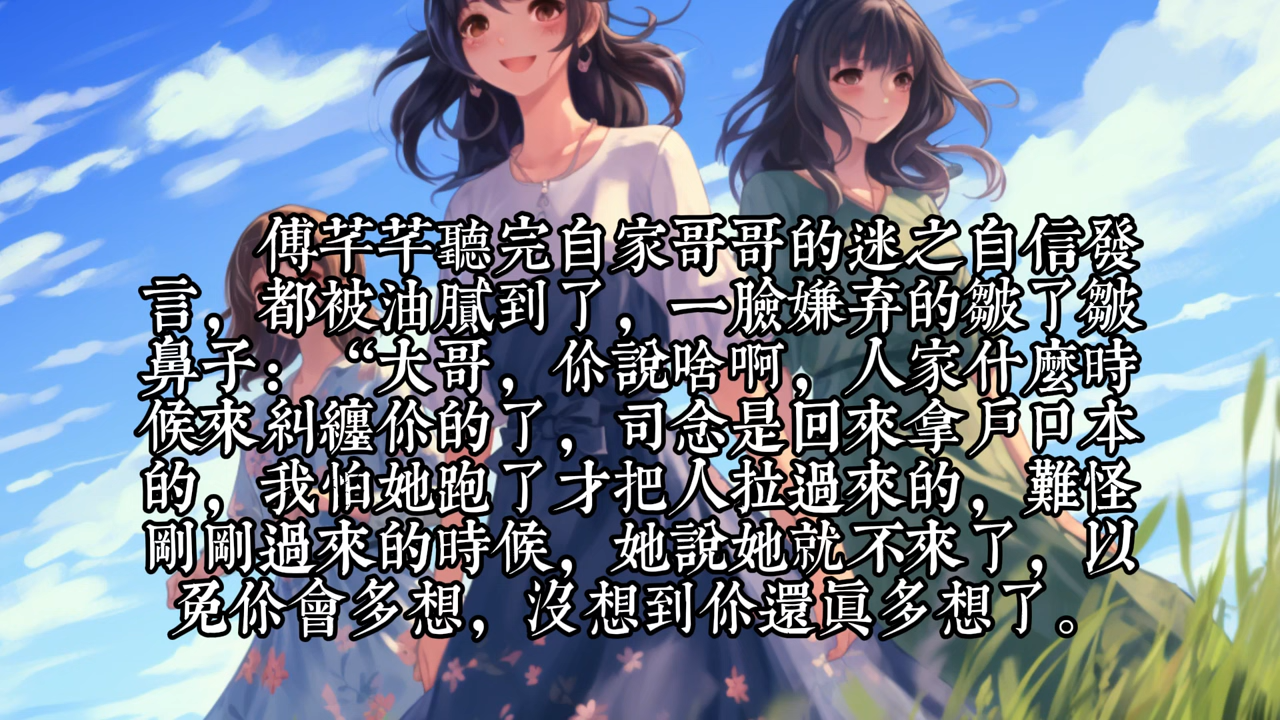 傅芊芊聽完自家哥哥的迷之自信發
言，都被油膩到了，一臉嫌弃的皺了皺
鼻子：“大哥，你說啥啊，人家什麼時
候來糾纏你的了，司念是回來拿戶口本
的，我怕她跑了才把人拉過來的，難怪
剛剛過來的時候，她說她就不來了，以
免你會多想，沒想到你還眞多想了。